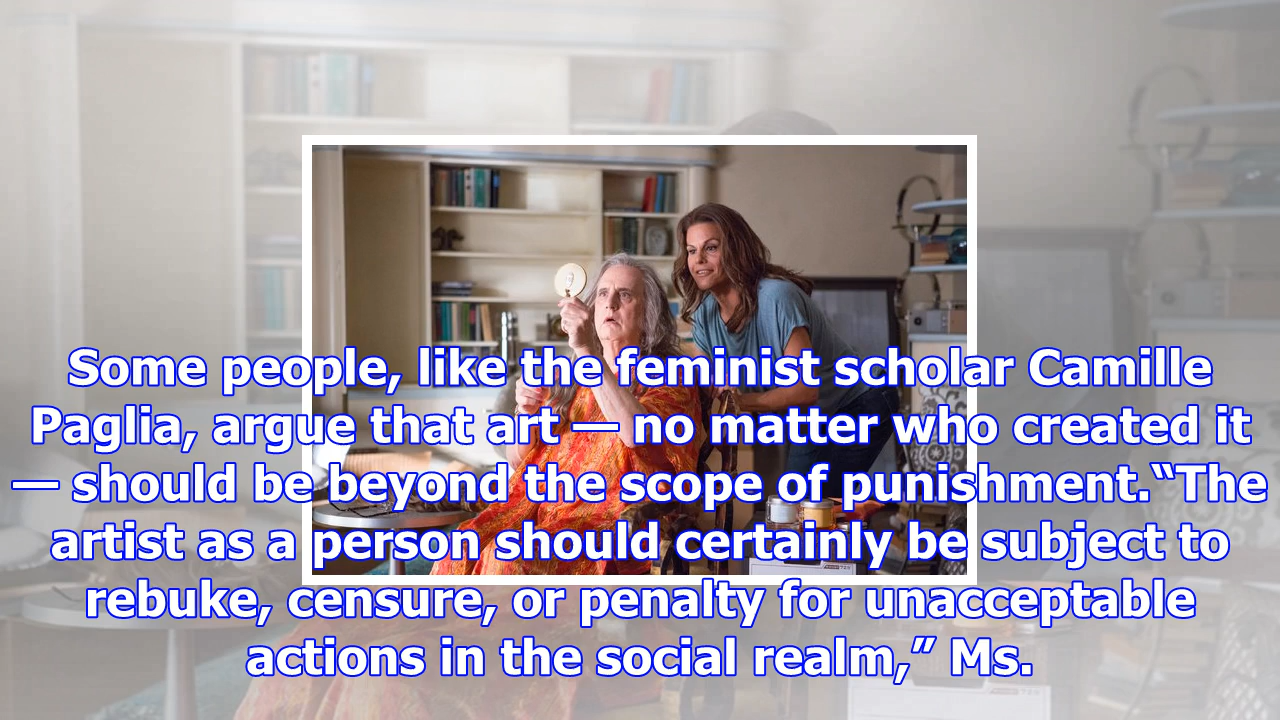 Some people, like the feminist scholar Camille
Paglia, argue that art — no matter who created it
— should be beyond the scope of punishment.“The
artist as a person should certainly be subject to
rebuke, censure, or penalty for unacceptable
actions in the social realm,” Ms.